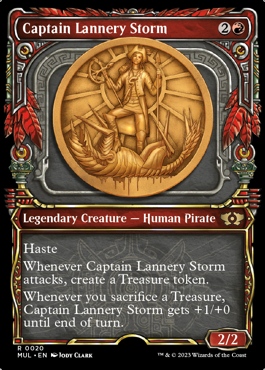 Captain Lannery Storm 2
Legendary Creature — Human Pirate
Haste
Whenever Captain Lannery Storm
attacks, create a Treasure token.
Whenever you sacrifice a Treasure,
Captain Lannery Storm gets +1/+0
until end of turn.
2/2
R 0020
MUL • EN JODY CLARK
™ & © 2023 Wizards of the Coast